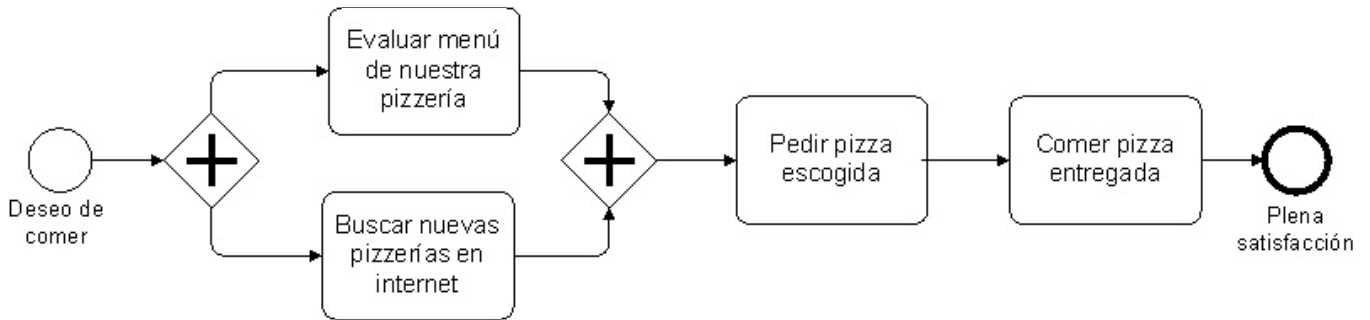 Evaluar menú
de nuestra
pizzería
Deseo de
comer
Buscar nuevas
pizzerías en
internet
Pedir pizza
escogida
Comer pizza
entregada
Plena
satisfacción